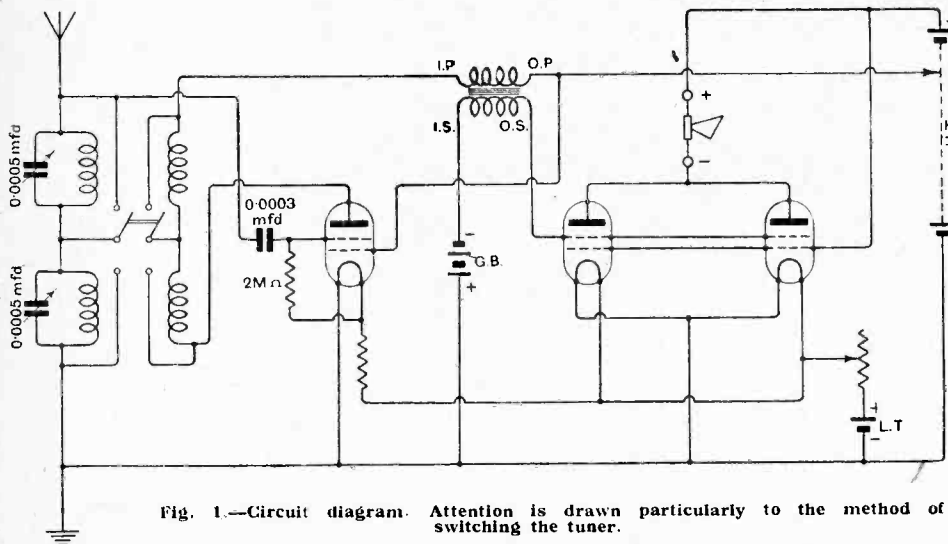 I.P. O.P
+
I.S. O.S.
0.0005 mfd
-
0.0003
mfd
-
G.B.
2MΩ
+
0.0005 mfd
+
L.T
-
Fig. 1.—Circuit diagram. Attention is drawn particularly to the method of
switching the tuner.